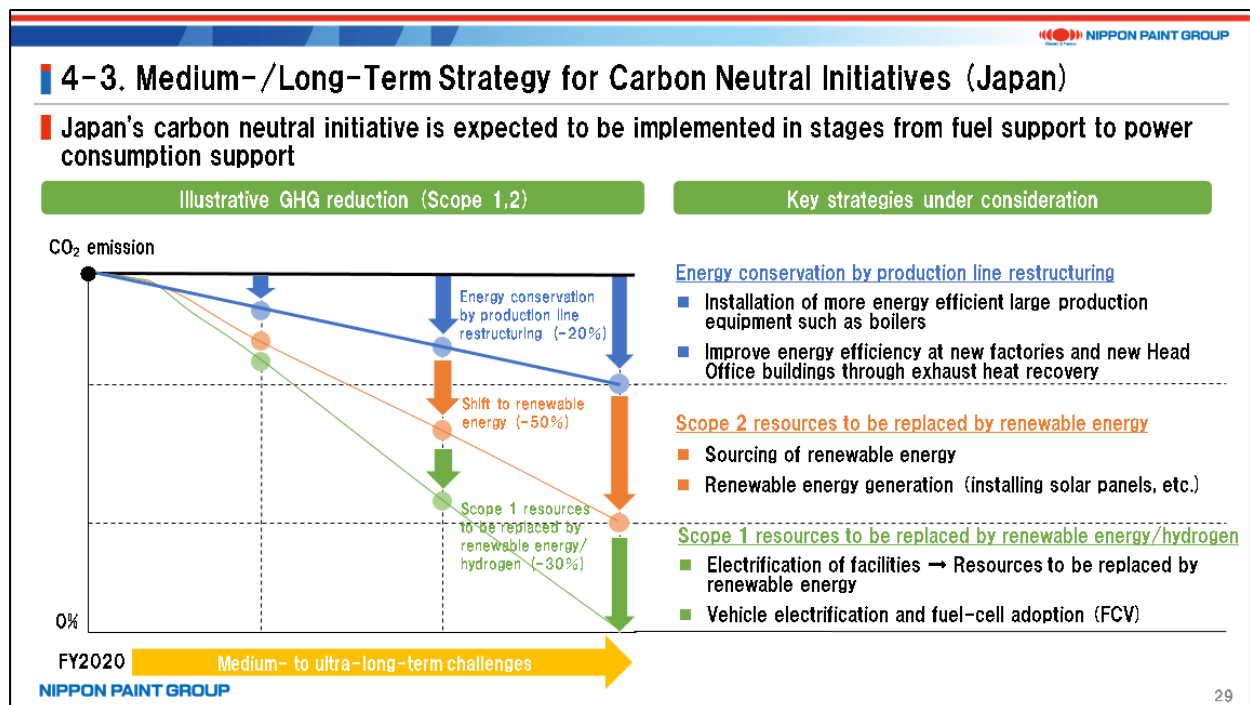 NIPPON PAINT GROUP
4-3. Medium-/Long-Term Strategy for Carbon Neutral Initiatives (Japan)
Japan's carbon neutral initiative is expected to be implemented in stages from fuel support to power
consumption support
Illustrative GHG reduction (Scope 1,2)
CO₂ emission
Energy conservation
by production line
restructuring (-20%)
Shift to renewable
energy (-50%)
Scope 1 resources
to be replaced by
renewable energy/
hydrogen (-30%)
0%
FY2020
Medium- to ultra-long-term challenges
Key strategies under consideration
Energy conservation by production line restructuring
Installation of more energy efficient large production
equipment such as boilers
Improve energy efficiency at new factories and new Head
Office buildings through exhaust heat recovery
Scope 2 resources to be replaced by renewable energy
Sourcing of renewable energy
Renewable energy generation (installing solar panels, etc.)
Scope 1 resources to be replaced by renewable energy/hydrogen
Electrification of facilities → Resources to be replaced by
renewable energy
Vehicle electrification and fuel-cell adoption (FCV)
NIPPON PAINT GROUP
29